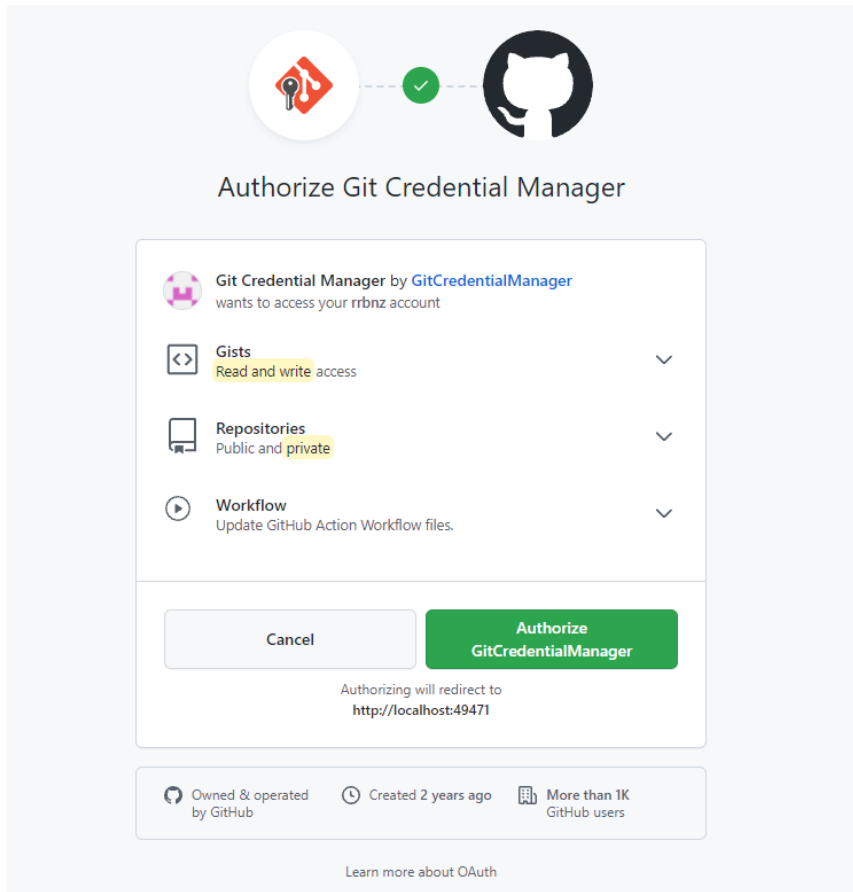 Authorize Git Credential Manager
Git Credential Manager by GitCredentialManager
wants to access your rrbnz account
Gists
Read and write access
Repositories
Public and private
Workflow
Update GitHub Action Workflow files.
Cancel
Authorize
GitCredentialManager
Authorizing will redirect to
http://localhost:49471
Owned & operated
by GitHub
Created 2 years ago
More than 1K
GitHub users
Learn more about OAuth